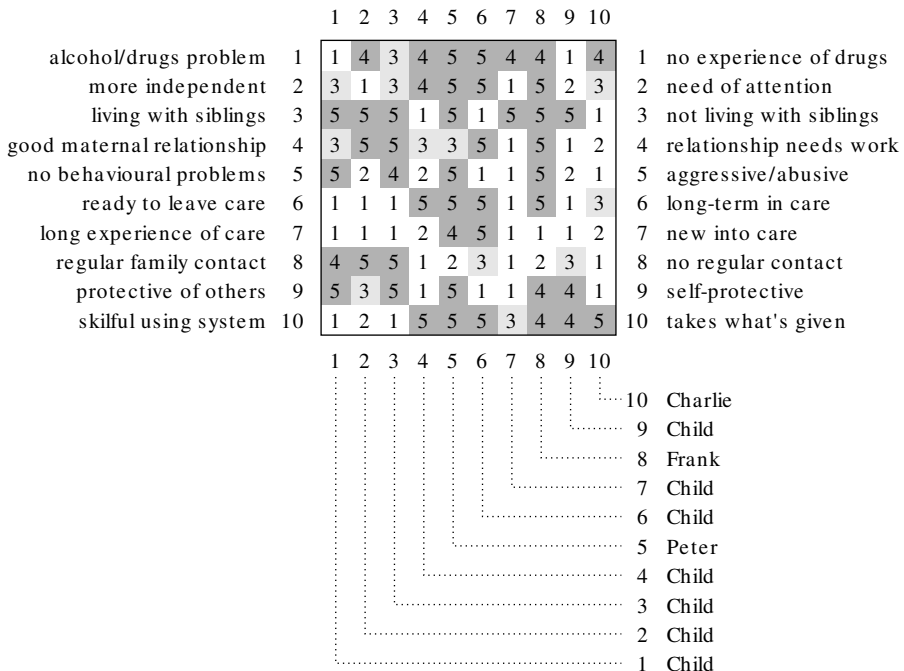 1 2 3 4 5 6 7 8 9 10
alcohol/drugs problem 1 1 4 3 4 5 5 4 4 1 4 1 no experience of drugs
more independent 2 3 1 3 4 5 5 1 5 2 3 2 need of attention
living with siblings 3 5 5 5 1 5 1 5 5 5 1 3 not living with siblings
good maternal relationship 4 3 5 5 3 3 5 1 5 1 2 4 relationship needs work
no behavioural problems 5 5 2 4 2 5 1 1 5 2 1 5 aggressive/abusive
ready to leave care 6 1 1 1 5 5 5 1 5 1 3 6 long-term in care
long experience of care 7 1 1 1 2 4 5 1 1 1 2 7 new into care
regular family contact 8 4 5 5 1 2 3 1 2 3 1 8 no regular contact
protective of others 9 5 3 5 1 5 1 1 4 4 1 9 self-protective
skilful using system 10 1 2 1 5 5 5 3 4 4 5 10 takes what's given
1 2 3 4 5 6 7 8 9 10
10 Charlie
9 Child
8 Frank
7 Child
6 Child
5 Peter
4 Child
3 Child
2 Child
1 Child